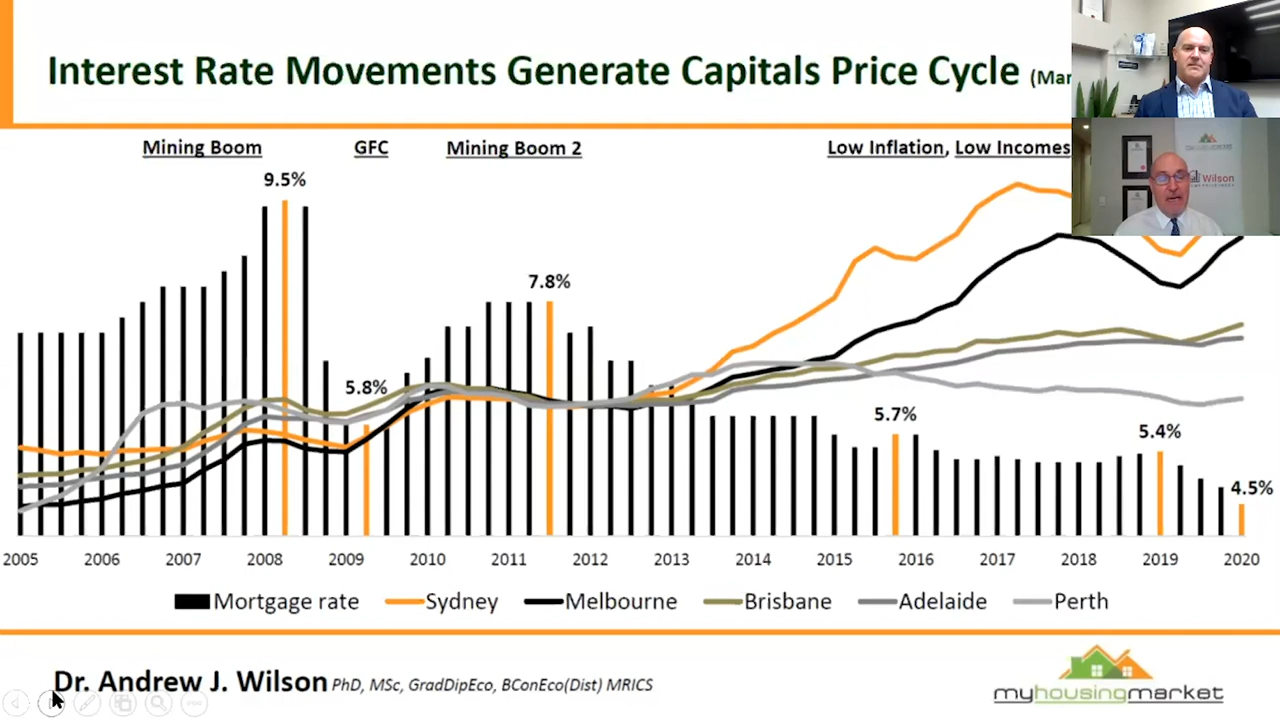 Interest Rate Movements Generate Capitals Price Cycle (Mar
Mining Boom GFC Mining Boom 2 Low Inflation, Low Incomes
9.5%
7.8%
5.8%
5.7%
5.4%
4.5%
2005 2006 2007 2008 2009 2010 2011 2012 2013 2014 2015 2016 2017 2018 2019 2020
Mortgage rate Sydney Melbourne Brisbane Adelaide Perth
Dr. Andrew J. Wilson PhD, MSc, GradDipEco, BConEco(Dist) MRICS
myhousingmarket
Wilson